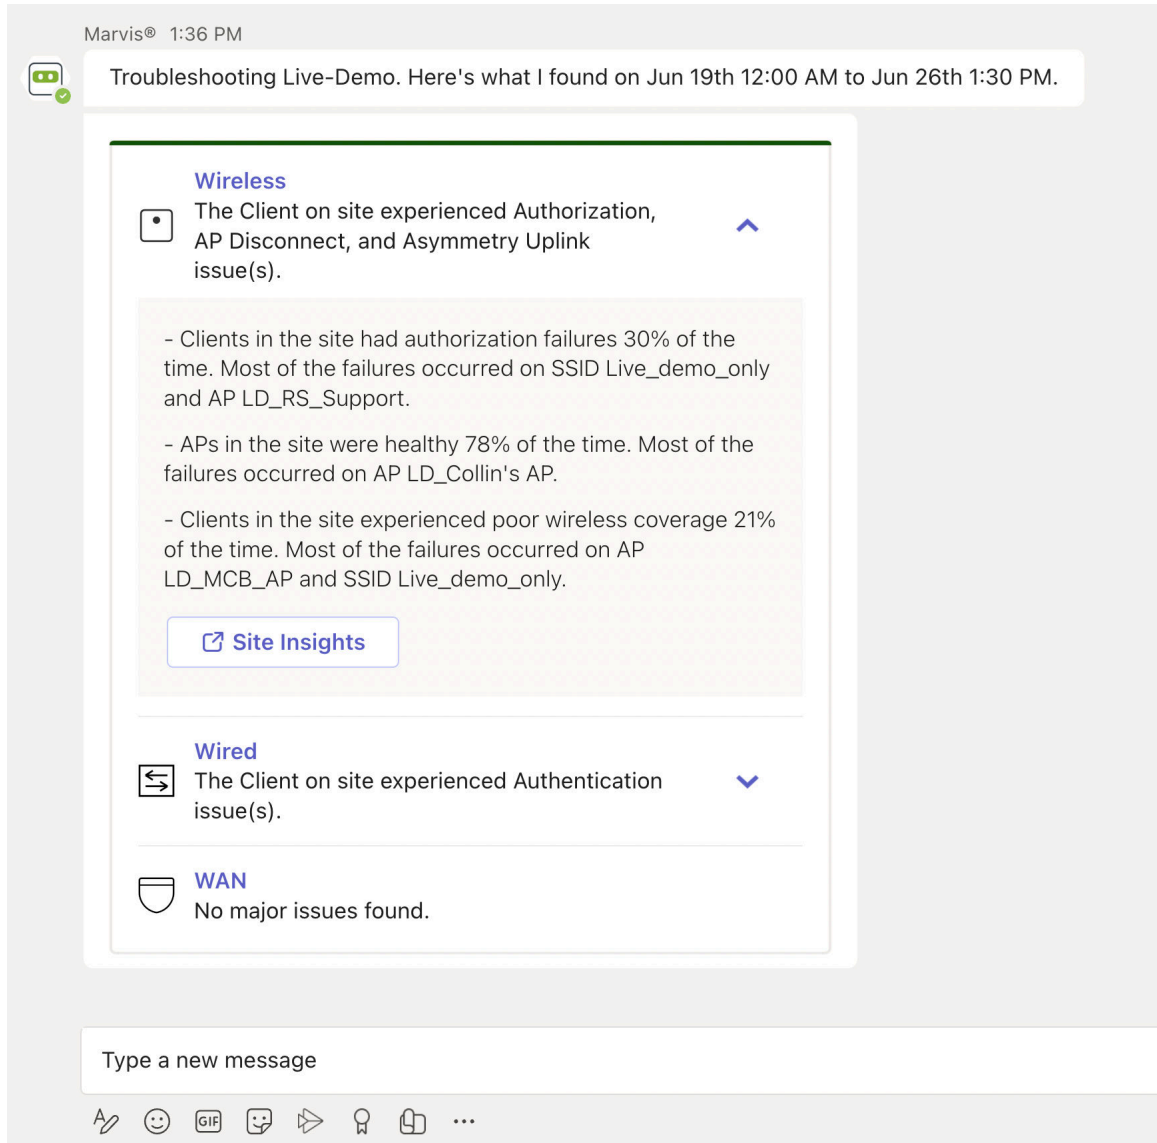 Marvis® 1:36 PM
Troubleshooting Live-Demo. Here's what I found on Jun 19th 12:00 AM to Jun 26th 1:30 PM.
Wireless
The Client on site experienced Authorization,
AP Disconnect, and Asymmetry Uplink
issue(s).
- Clients in the site had authorization failures 30% of the
time. Most of the failures occurred on SSID Live_demo_only
and AP LD_RS_Support.
- APs in the site were healthy 78% of the time. Most of the
failures occurred on AP LD_Collin's AP.
- Clients in the site experienced poor wireless coverage 21%
of the time. Most of the failures occurred on AP
LD_MCB_AP and SSID Live_demo_only.
Site Insights
Wired
The Client on site experienced Authentication
issue(s).
WAN
No major issues found.
Type a new message
GIF